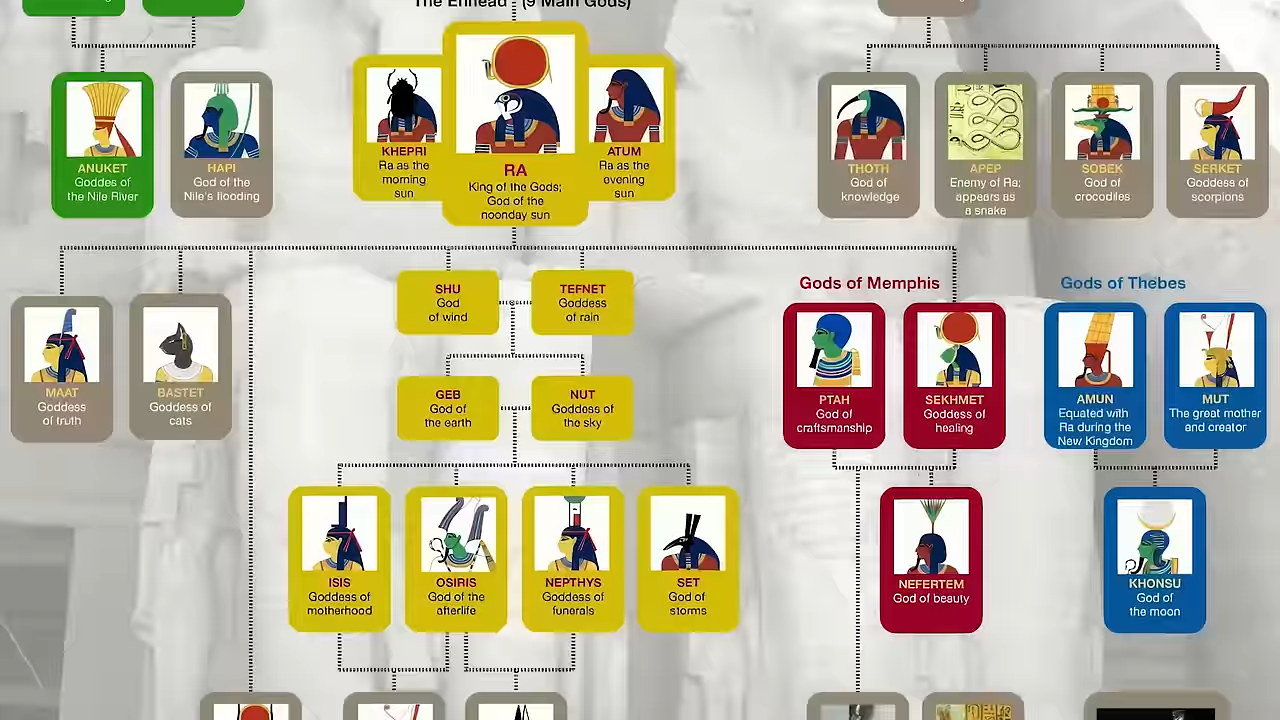 The Ennead (9 Main Gods)
ANUKET
Goddes of
the Nile River
HAPI
God of the
Nile's flooding
KHEPRI
Ra as the
morning
sun
RA
King of the Gods;
God of the
noonday sun
ATUM
Ra as the
evening
sun
THOTH
God of
knowledge
APEP
Enemy of Ra;
appears as
a snake
SOBEK
God of
crocodiles
SERKET
Goddess of
scorpions
MAAT
Goddess
of truth
BASTET
Goddess of
cats
SHU
God
of wind
TEFNET
Goddess
of rain
GEB
God of
the earth
NUT
Goddess of
the sky
Gods of Memphis
PTAH
God of
craftsmanship
SEKHMET
Goddess of
healing
Gods of Thebes
AMUN
Equated with
Ra during the
New Kingdom
MUT
The great mother
and creator
ISIS
Goddess of
motherhood
OSIRIS
God of the
afterlife
NEPTHYS
Goddess of
funerals
SET
God of
storms
NEFERTEM
God of beauty
KHONSU
God of
the moon